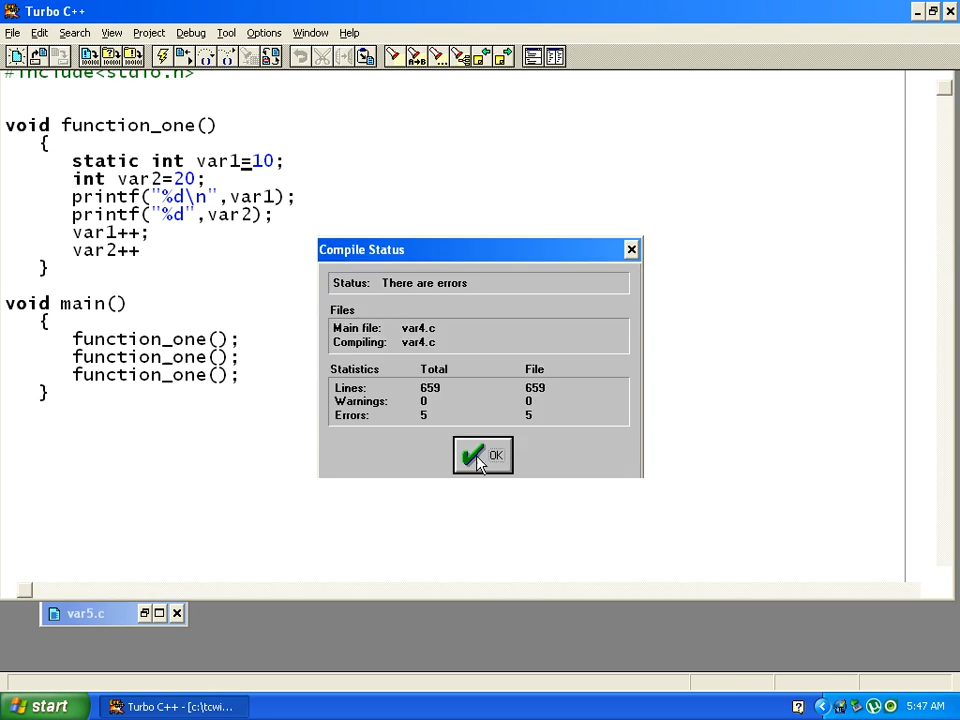 Turbo C++
File Edit Search View Project Debug Tool Options Window Help
#include<stdio.h>
void function_one()
{
static int var1=10;
int var2=20;
printf("%d\n",var1);
printf("%d",var2);
var1++;
var2++
}
void main()
{
function_one();
function_one();
function_one();
}
Compile Status
Status: There are errors
Files
Main file: var4.c
Compiling: var4.c
Statistics Total File
Lines: 659 659
Warnings: 0 0
Errors: 5 5
OK
var5.c
start
Turbo C++ - [c:\tcwi...
5:47 AM